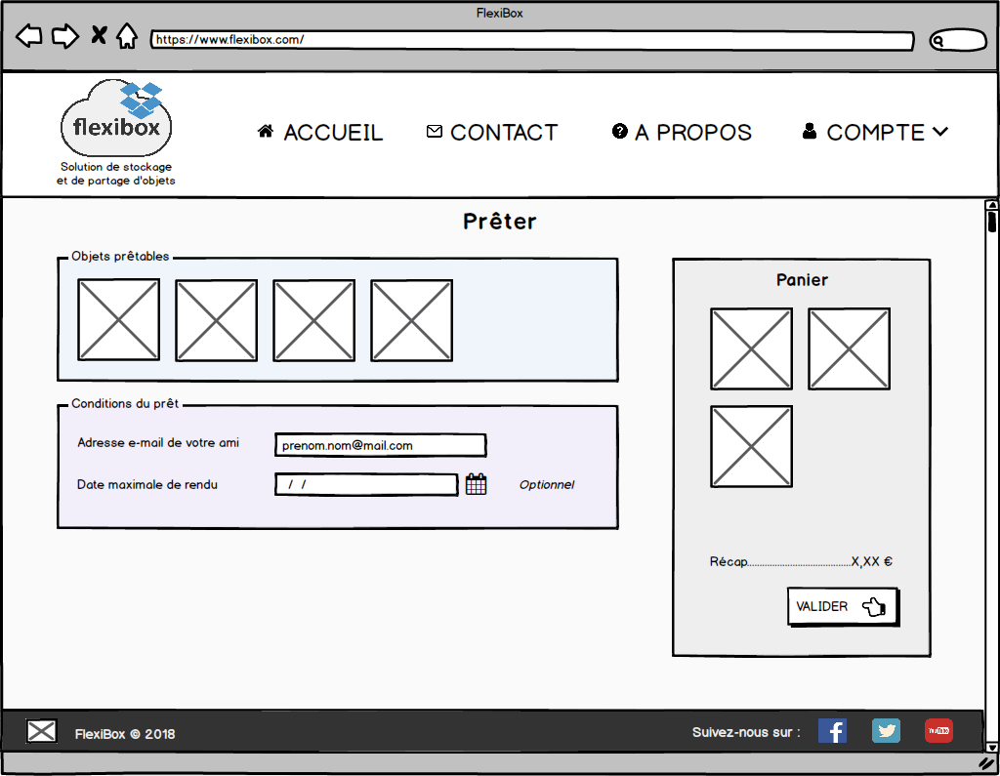 FlexiBox
https://www.flexibox.com/
flexibox
Solution de stockage
et de partage d'objets
ACCUEIL
CONTACT
A PROPOS
COMPTE
Prêter
Objets prêtables
Panier
Conditions du prêt
Adresse e-mail de votre ami
prenom.nom@mail.com
Date maximale de rendu
/ /
Optionnel
Récap..........................................X,XX €
VALIDER
FlexiBox © 2018
Suivez-nous sur :
YouTube